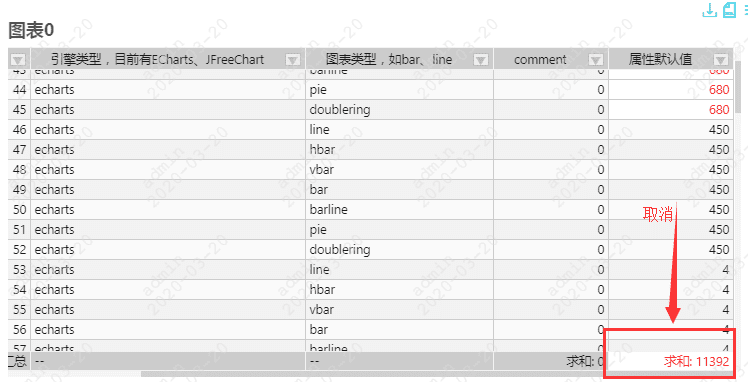 图表0
引擎类型，目前有ECharts、JFreeChart 图表类型，如bar、line comment 属性默认值
43 echarts barline 0 680
44 echarts pie 0 680
45 echarts doublering 0 680
46 echarts line 0 450
47 echarts hbar 0 450
48 echarts vbar 0 450
49 echarts bar 0 450
50 echarts barline 0 450
51 echarts pie 0 450
52 echarts doublering 0 450
53 echarts line 0 4
54 echarts hbar 0 4
55 echarts vbar 0 4
56 echarts bar 0 4
57 echarts barline 0 4
汇总 -- -- 求和: 0 求和: 11392
取消
admin
2020-03-20